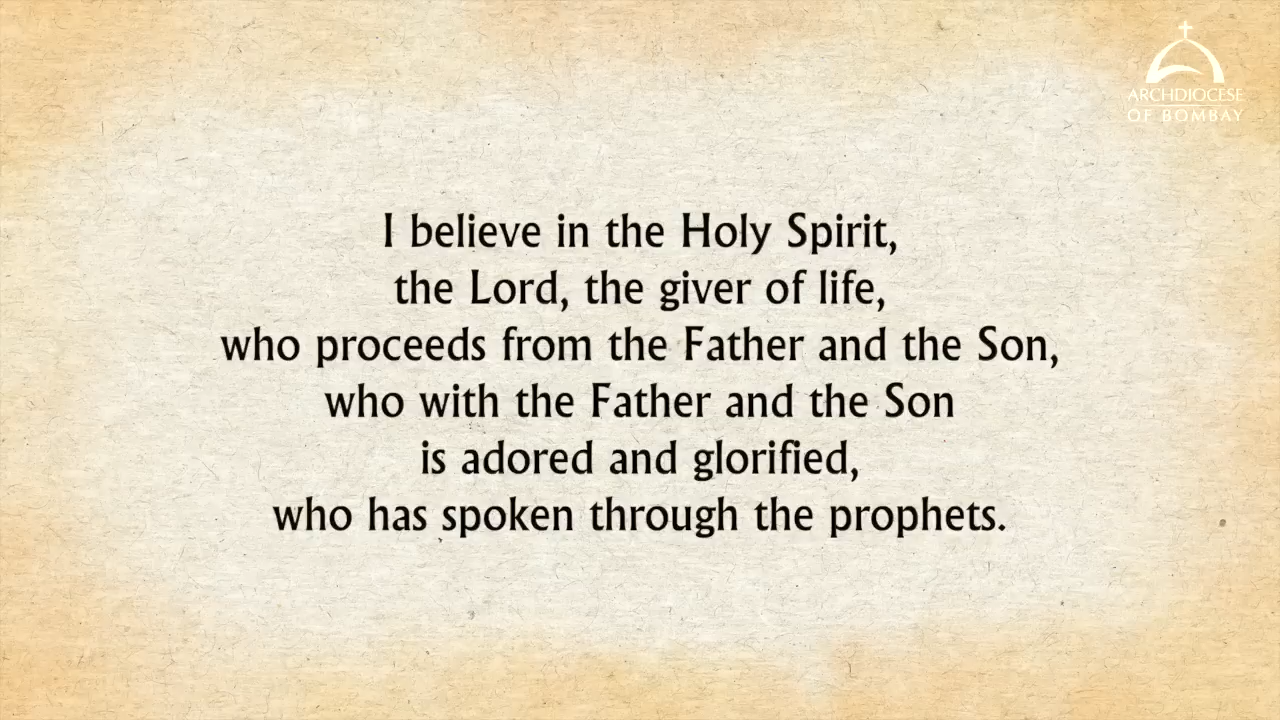 ARCHDIOCESE
OF BOMBAY
I believe in the Holy Spirit,
the Lord, the giver of life,
who proceeds from the Father and the Son,
who with the Father and the Son
is adored and glorified,
who has spoken through the prophets.